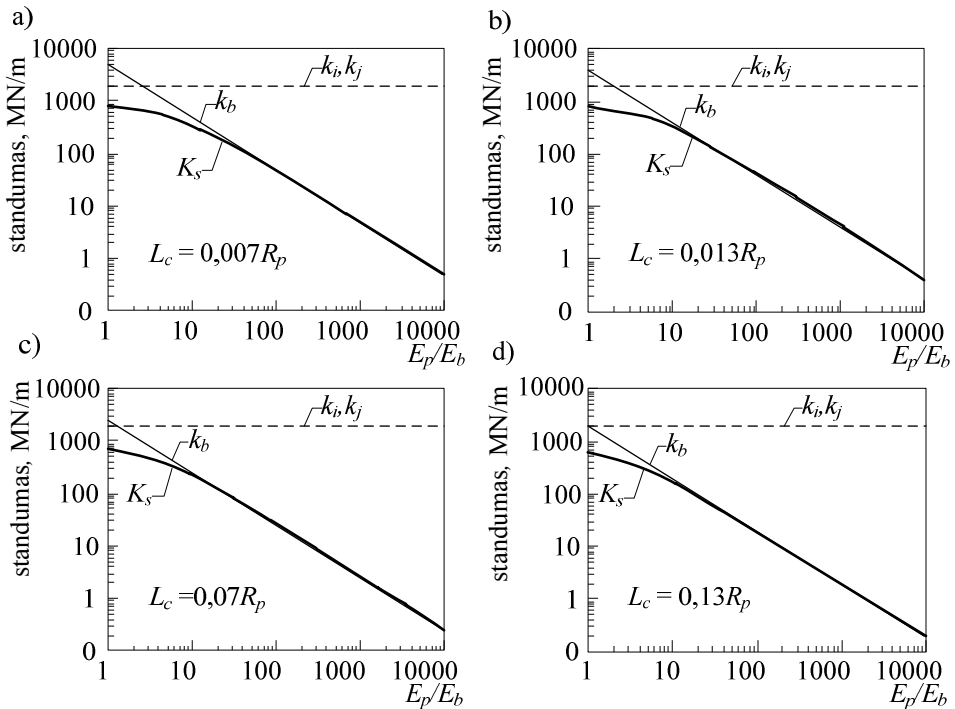 a)
standumas, MN/m
10000
1000
100
10
1
0
k_i,k_j
k_b
K_s
L_c = 0,007R_p
1 10 100 1000 10000
E_p/E_b
b)
standumas, MN/m
10000
1000
100
10
1
0
k_i,k_j
k_b
K_s
L_c = 0,013R_p
1 10 100 1000 10000
E_p/E_b
c)
standumas, MN/m
10000
1000
100
10
1
0
k_i,k_j
k_b
K_s
L_c =0,07R_p
1 10 100 1000 10000
E_p/E_b
d)
standumas, MN/m
10000
1000
100
10
1
0
k_i,k_j
k_b
K_s
L_c = 0,13R_p
1 10 100 1000 10000
E_p/E_b